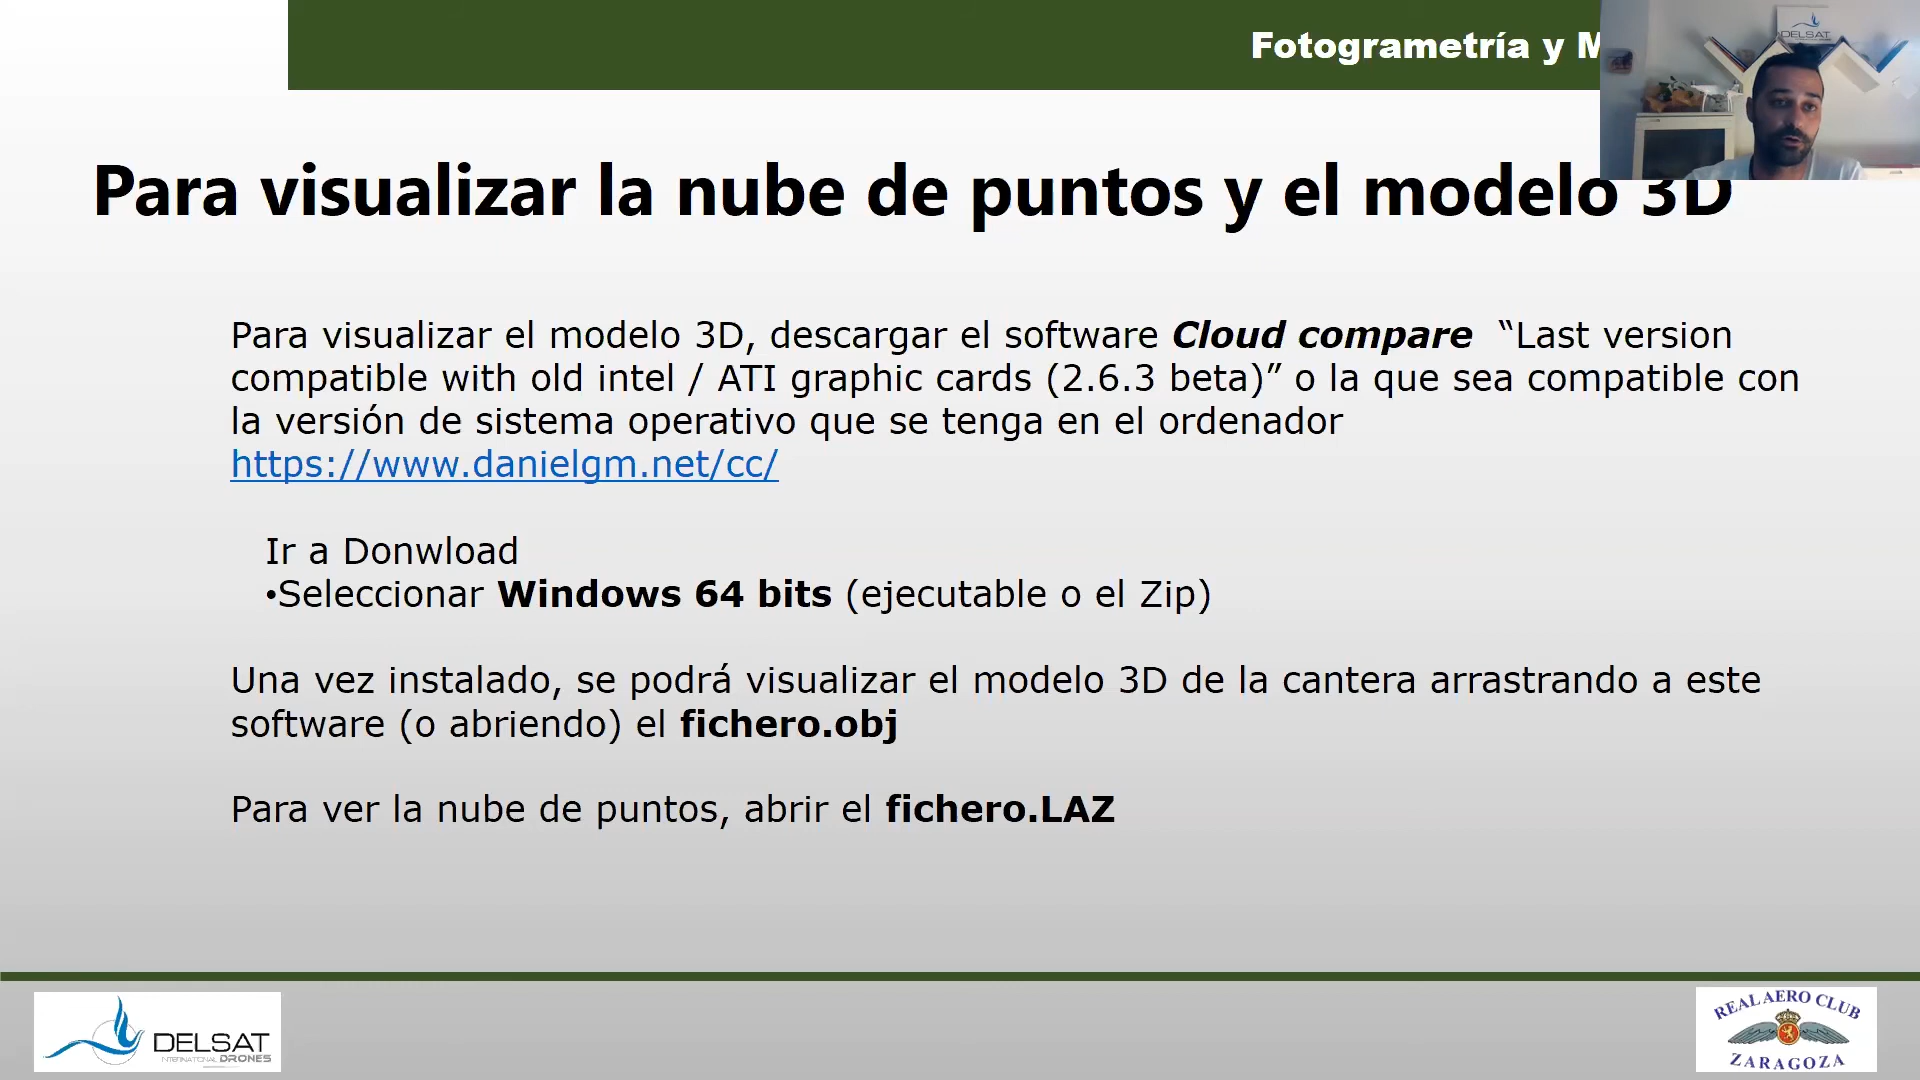 Fotogrametría y
DELSAT
Para visualizar la nube de puntos y el modelo 3D
Para visualizar el modelo 3D, descargar el software Cloud compare “Last version
compatible with old intel / ATI graphic cards (2.6.3 beta)” o la que sea compatible con
la versión de sistema operativo que se tenga en el ordenador
https://www.danielgm.net/cc/
Ir a Donwload
•Seleccionar Windows 64 bits (ejecutable o el Zip)
Una vez instalado, se podrá visualizar el modelo 3D de la cantera arrastrando a este
software (o abriendo) el fichero.obj
Para ver la nube de puntos, abrir el fichero.LAZ
DELSAT
INTERNATIONAL DRONES
REAL AERO CLUB
ZARAGOZA